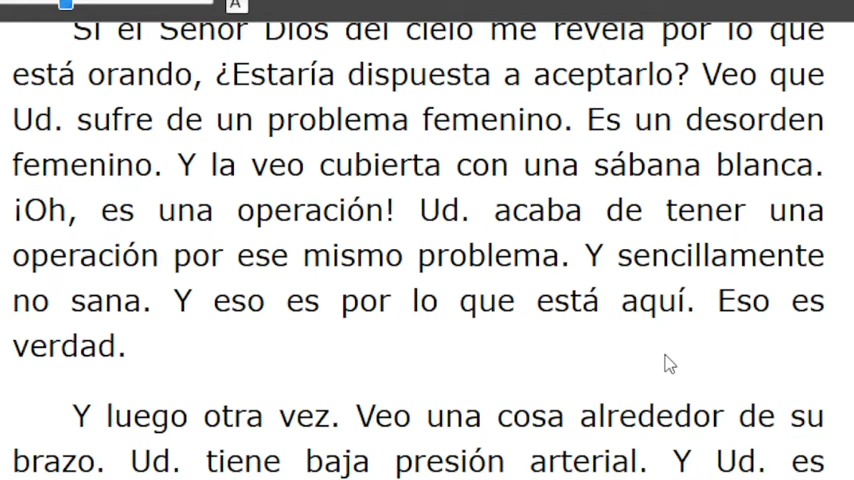 A
Si el Señor Dios del cielo me revela por lo que
está orando, ¿Estaría dispuesta a aceptarlo? Veo que
Ud. sufre de un problema femenino. Es un desorden
femenino. Y la veo cubierta con una sábana blanca.
¡Oh, es una operación! Ud. acaba de tener una
operación por ese mismo problema. Y sencillamente
no sana. Y eso es por lo que está aquí. Eso es
verdad.
Y luego otra vez. Veo una cosa alrededor de su
brazo. Ud. tiene baja presión arterial. Y Ud. es